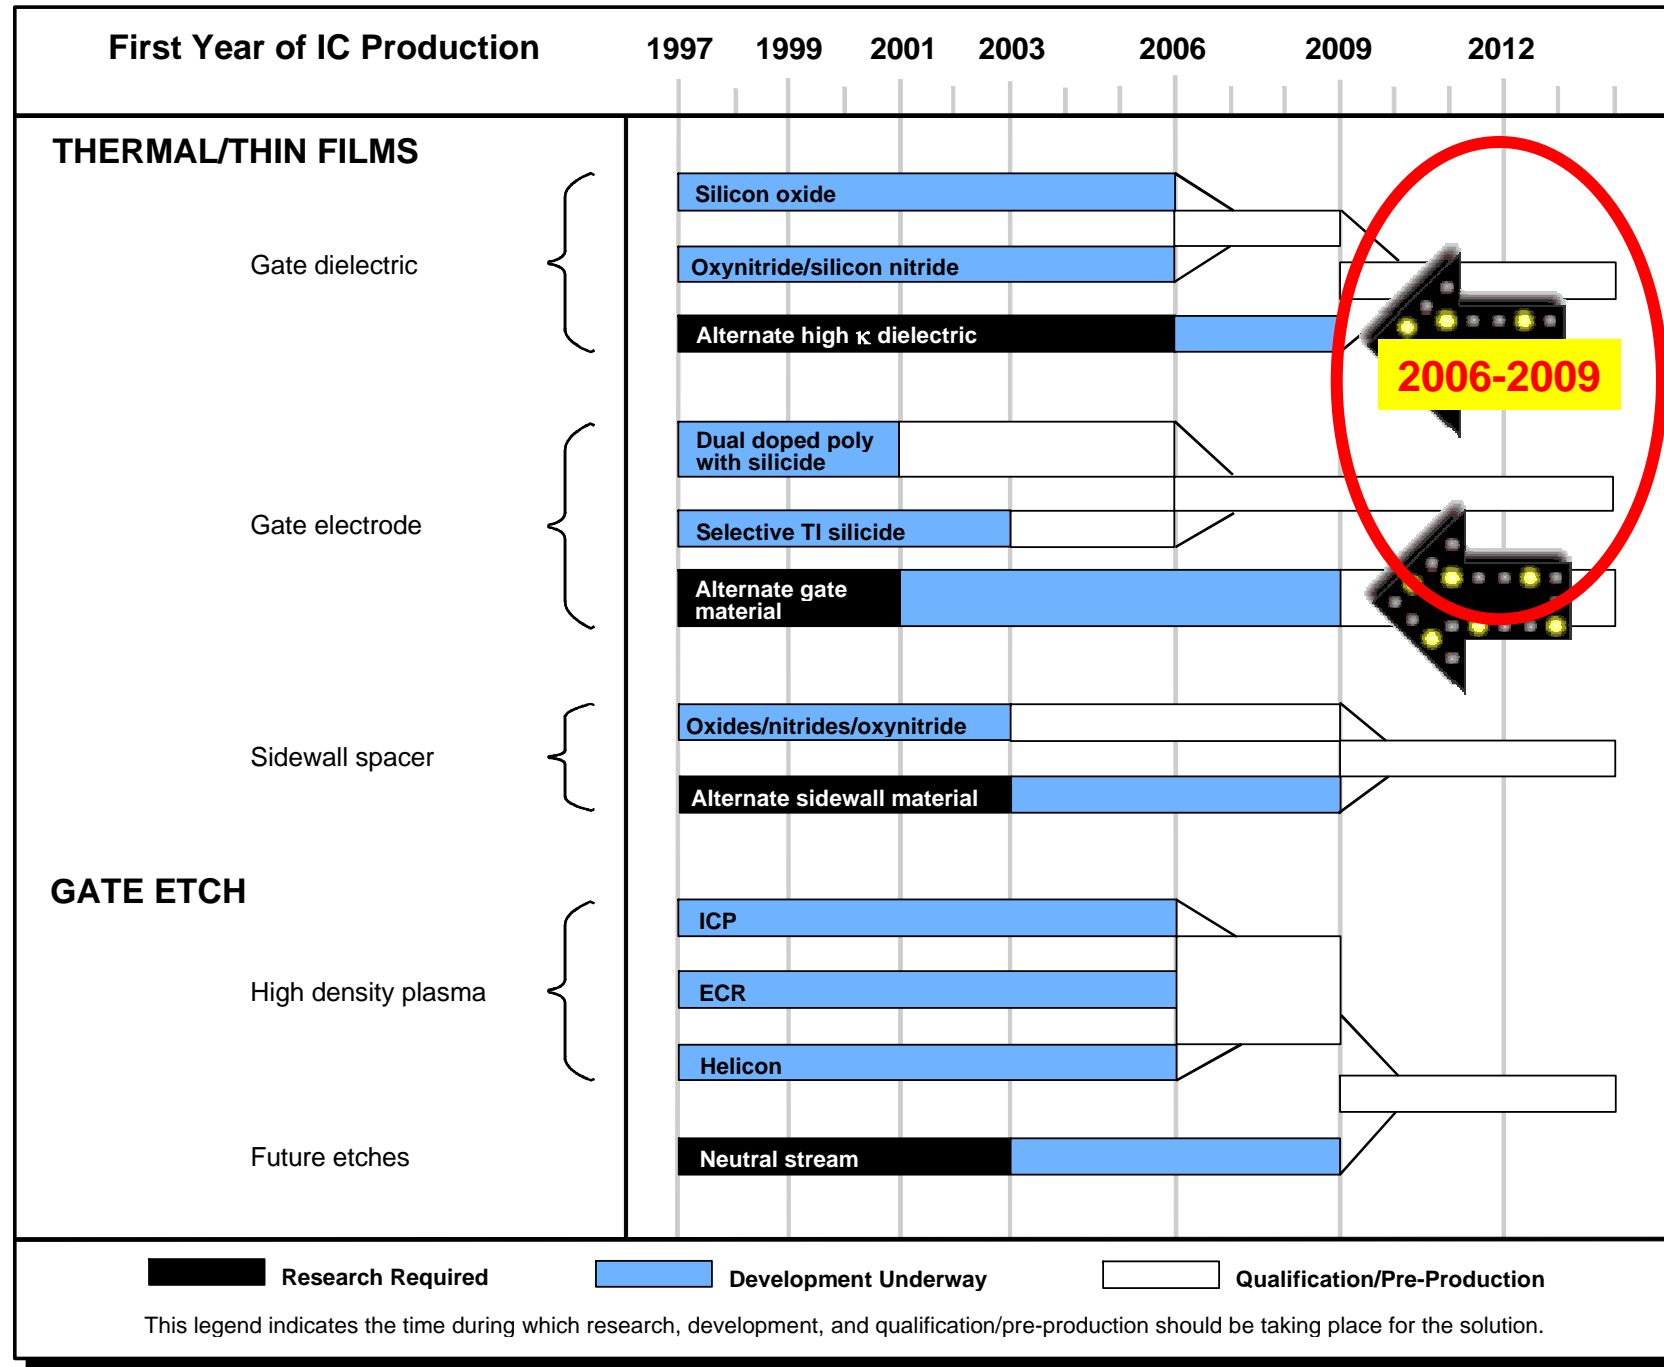 First Year of IC Production 1997 1999 2001 2003 2006 2009 2012
THERMAL/THIN FILMS
Silicon oxide
Gate dielectric
Oxynitride/silicon nitride
Alternate high κ dielectric
2006-2009
Dual doped poly
with silicide
Gate electrode
Selective TI silicide
Alternate gate
material
Oxides/nitrides/oxynitride
Sidewall spacer
Alternate sidewall material
GATE ETCH
ICP
High density plasma
ECR
Helicon
Future etches
Neutral stream
Research Required
Development Underway
Qualification/Pre-Production
This legend indicates the time during which research, development, and qualification/pre-production should be taking place for the solution.